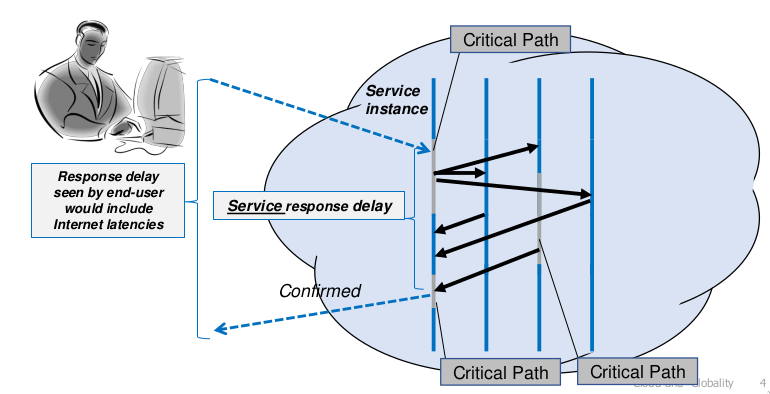 Critical Path
Service
instance
Response delay
seen by end-user
would include
Internet latencies
Service response delay
Confirmed
Critical Path
Critical Path
Globality
4